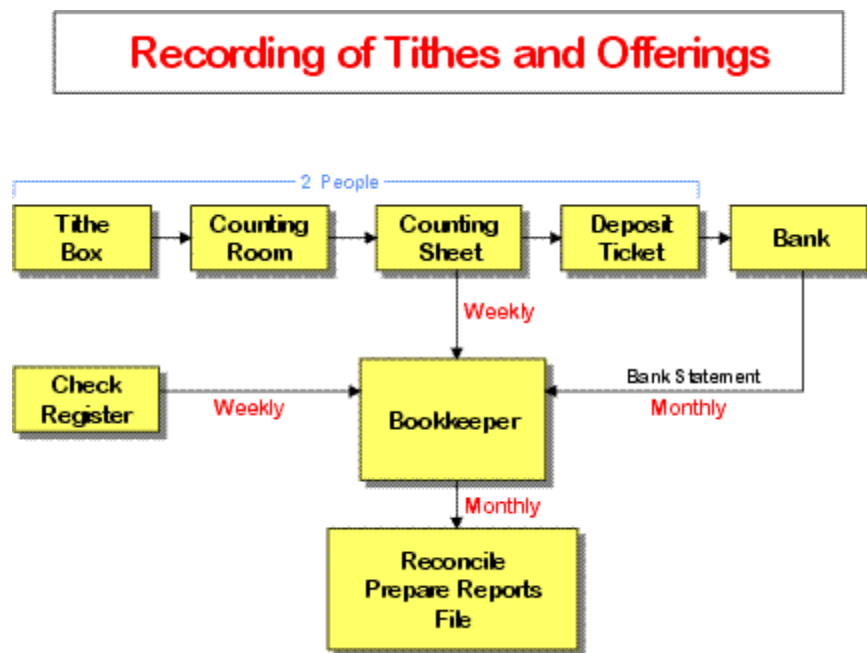 Recording of Tithes and Offerings
2 People
Tithe
Box
Counting
Room
Counting
Sheet
Deposit
Ticket
Bank
Weekly
Check
Register
Weekly
Bookkeeper
Bank Statement
Monthly
Monthly
Reconcile
Prepare Reports
File